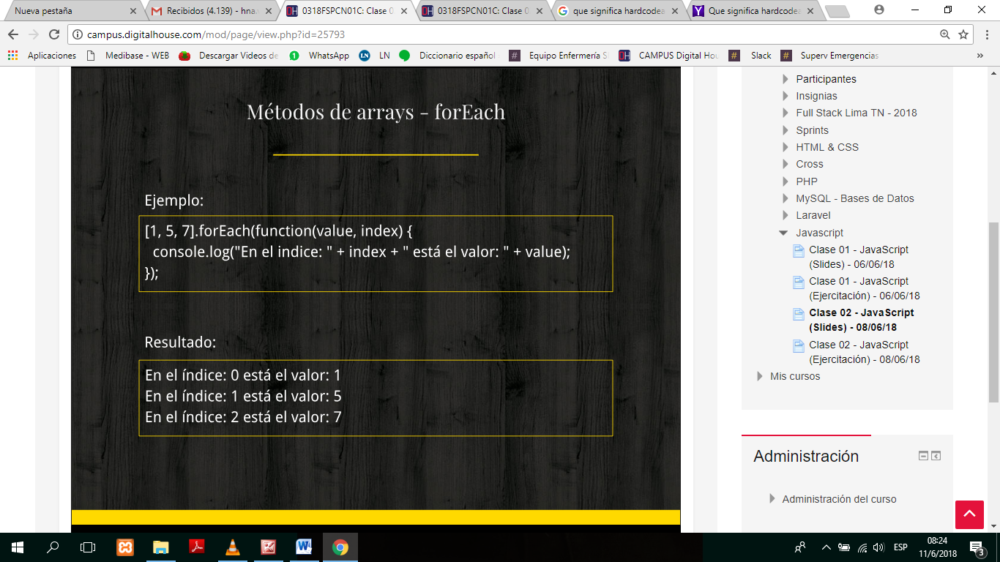 Nueva pestaña
Recibidos (4.139) - hna.
0318FSPCN01C: Clase 0
0318FSPCN01C: Clase 0
que significa hardcodea
Que significa hardcodea
campus.digitalhouse.com/mod/page/view.php?id=25793
Aplicaciones
Medibase - WEB
Descargar Videos de
WhatsApp
LN
Diccionario español
Equipo Enfermería S
CAMPUS Digital Hou
Slack
Superv Emergencias
»
Métodos de arrays - forEach
Ejemplo:
[1, 5, 7].forEach(function(value, index) {
console.log("En el indice: " + index + " está el valor: " + value);
});
Resultado:
En el índice: 0 está el valor: 1
En el índice: 1 está el valor: 5
En el índice: 2 está el valor: 7
Participantes
Insignias
Full Stack Lima TN - 2018
Sprints
HTML & CSS
Cross
PHP
MySQL - Bases de Datos
Laravel
Javascript
Clase 01 - JavaScript
(Slides) - 06/06/18
Clase 01 - JavaScript
(Ejercitación) - 06/06/18
Clase 02 - JavaScript
(Slides) - 08/06/18
Clase 02 - JavaScript
(Ejercitación) - 08/06/18
Mis cursos
Administración
Administración del curso
ESP
08:24
11/6/2018
3